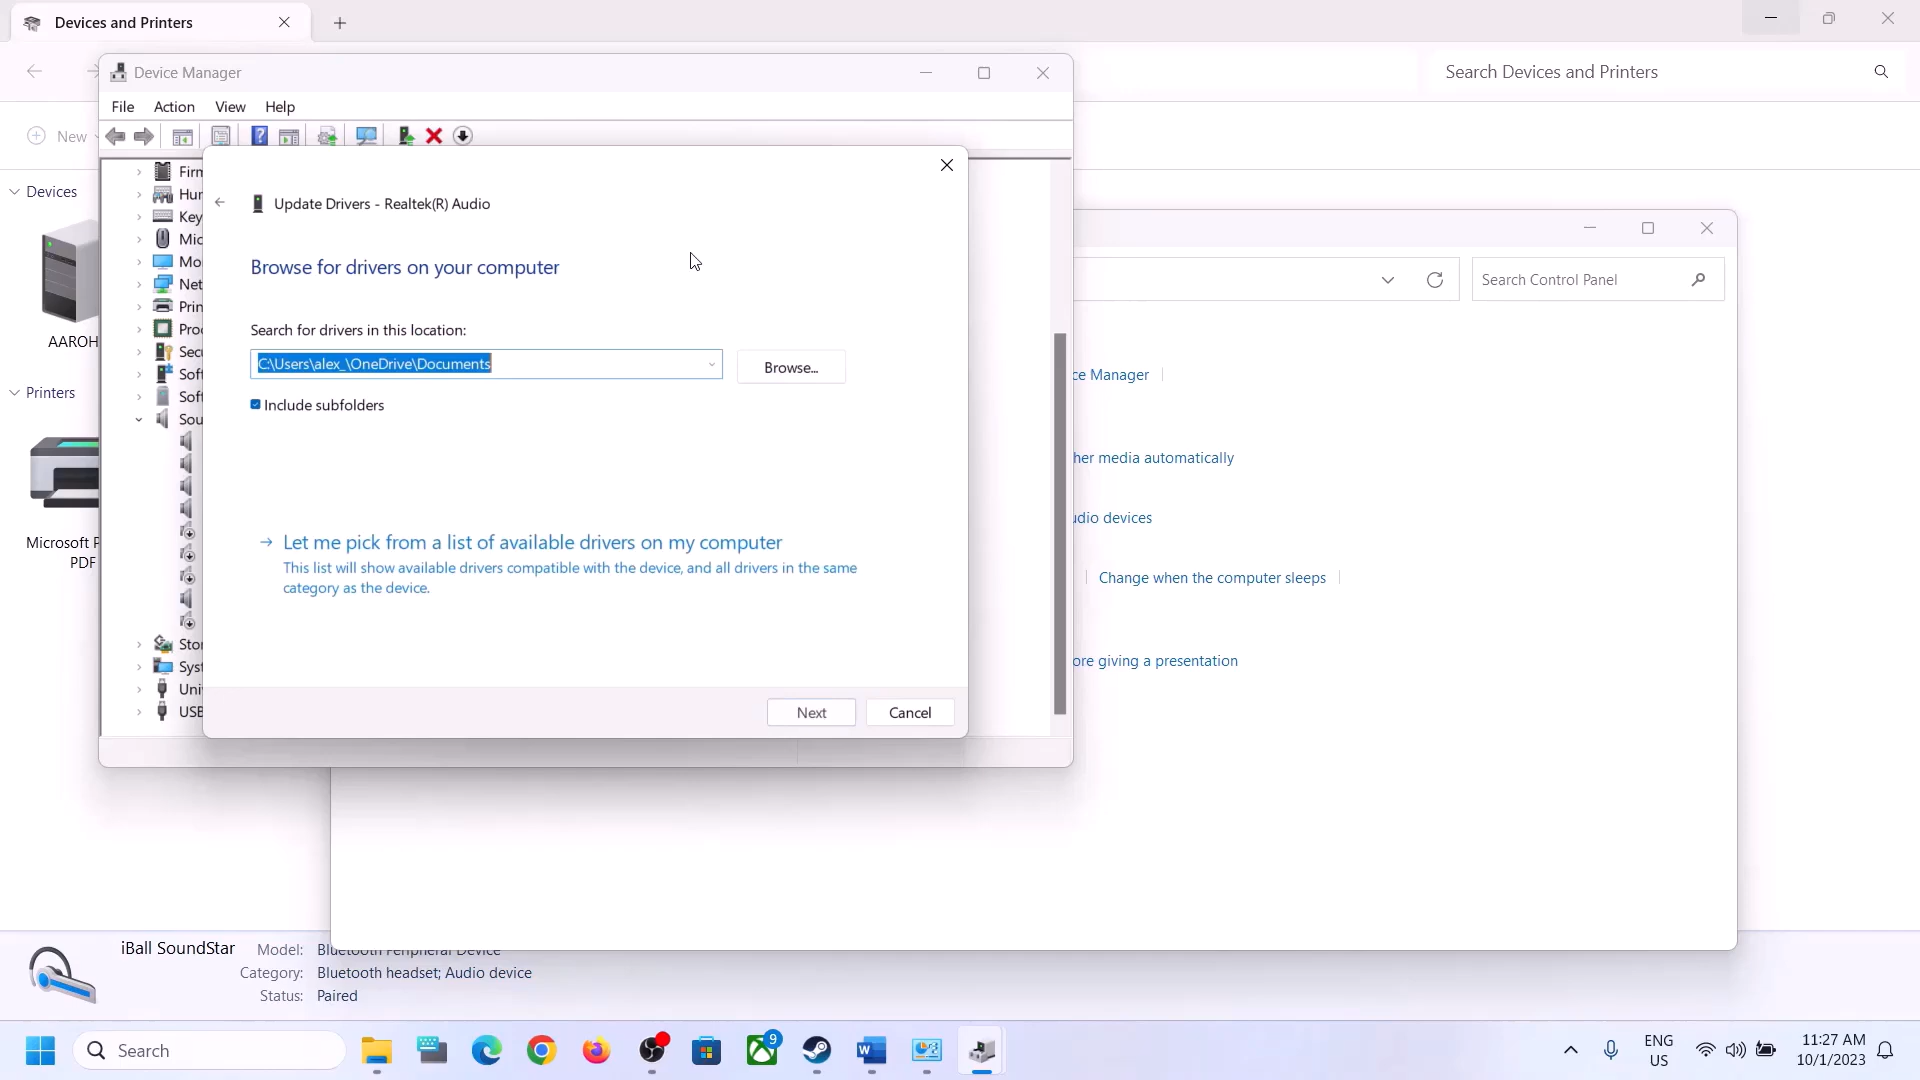 Devices and Printers
Search Devices and Printers
New
Devices
AAROH
Printers
Microsoft P
PDF
Device Manager
File Action View Help
Firm
Hur
Key
Mic
Mo
Net
Prin
Pro
Sec
Soft
Soft
Sou
Stor
Syst
Uni
USB
Update Drivers - Realtek(R) Audio
Browse for drivers on your computer
Search for drivers in this location:
C:\Users\alex_\OneDrive\Documents
Browse...
Include subfolders
Let me pick from a list of available drivers on my computer
This list will show available drivers compatible with the device, and all drivers in the same
category as the device.
Next
Cancel
Search Control Panel
ce Manager
her media automatically
udio devices
Change when the computer sleeps
ore giving a presentation
iBall SoundStar
Model: Bluetooth Peripheral Device
Category: Bluetooth headset; Audio device
Status: Paired
Search
9
ENG
US
11:27 AM
10/1/2023